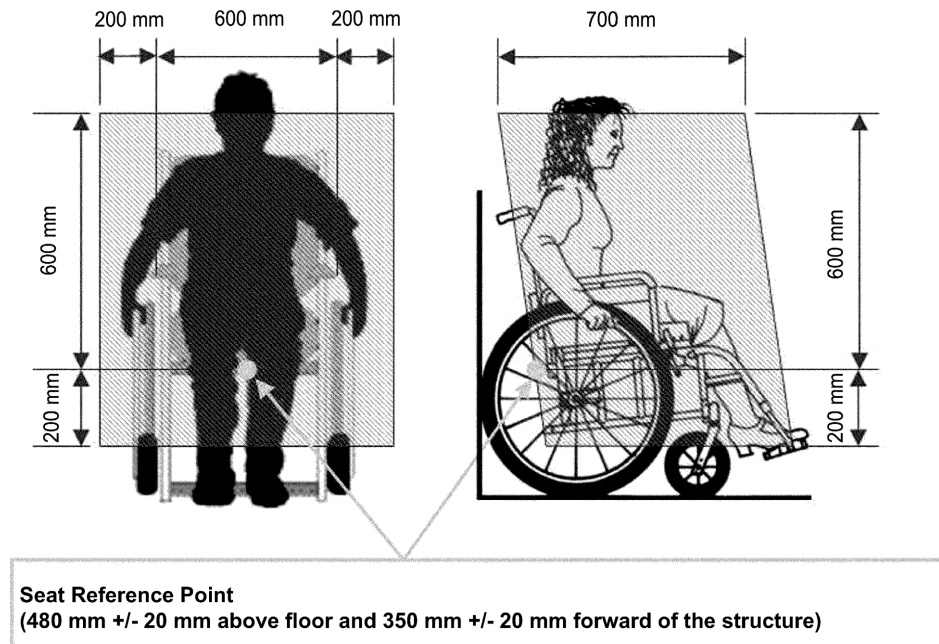 200 mm 600 mm 200 mm 700 mm
600 mm
600 mm
200 mm
200 mm
Seat Reference Point
(480 mm +/- 20 mm above floor and 350 mm +/- 20 mm forward of the structure)